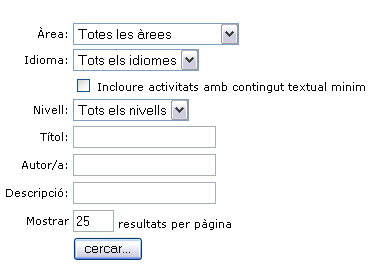 Àrea: Totes les àrees
Idioma: Tots els idiomes
Incloure activitats amb contingut textual minim
Nivell: Tots els nivells
Títol:
Autor/a:
Descripció:
Mostrar 25 resultats per pàgina
cercar...